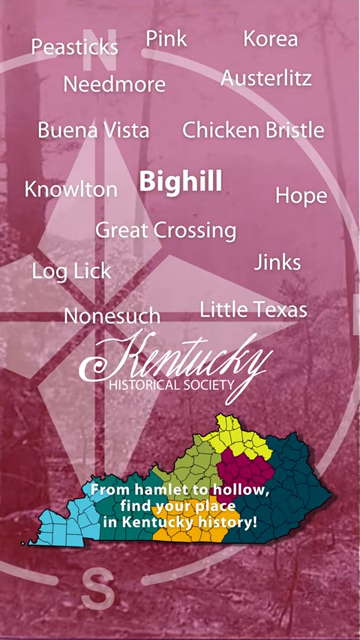 N
Peasticks Pink Korea
Needmore Austerlitz
Buena Vista Chicken Bristle
Knowlton Bighill Hope
Great Crossing
Log Lick Jinks
Nonesuch Little Texas
Kentucky
HISTORICAL SOCIETY
From hamlet to hollow,
find your place
in Kentucky history!
S